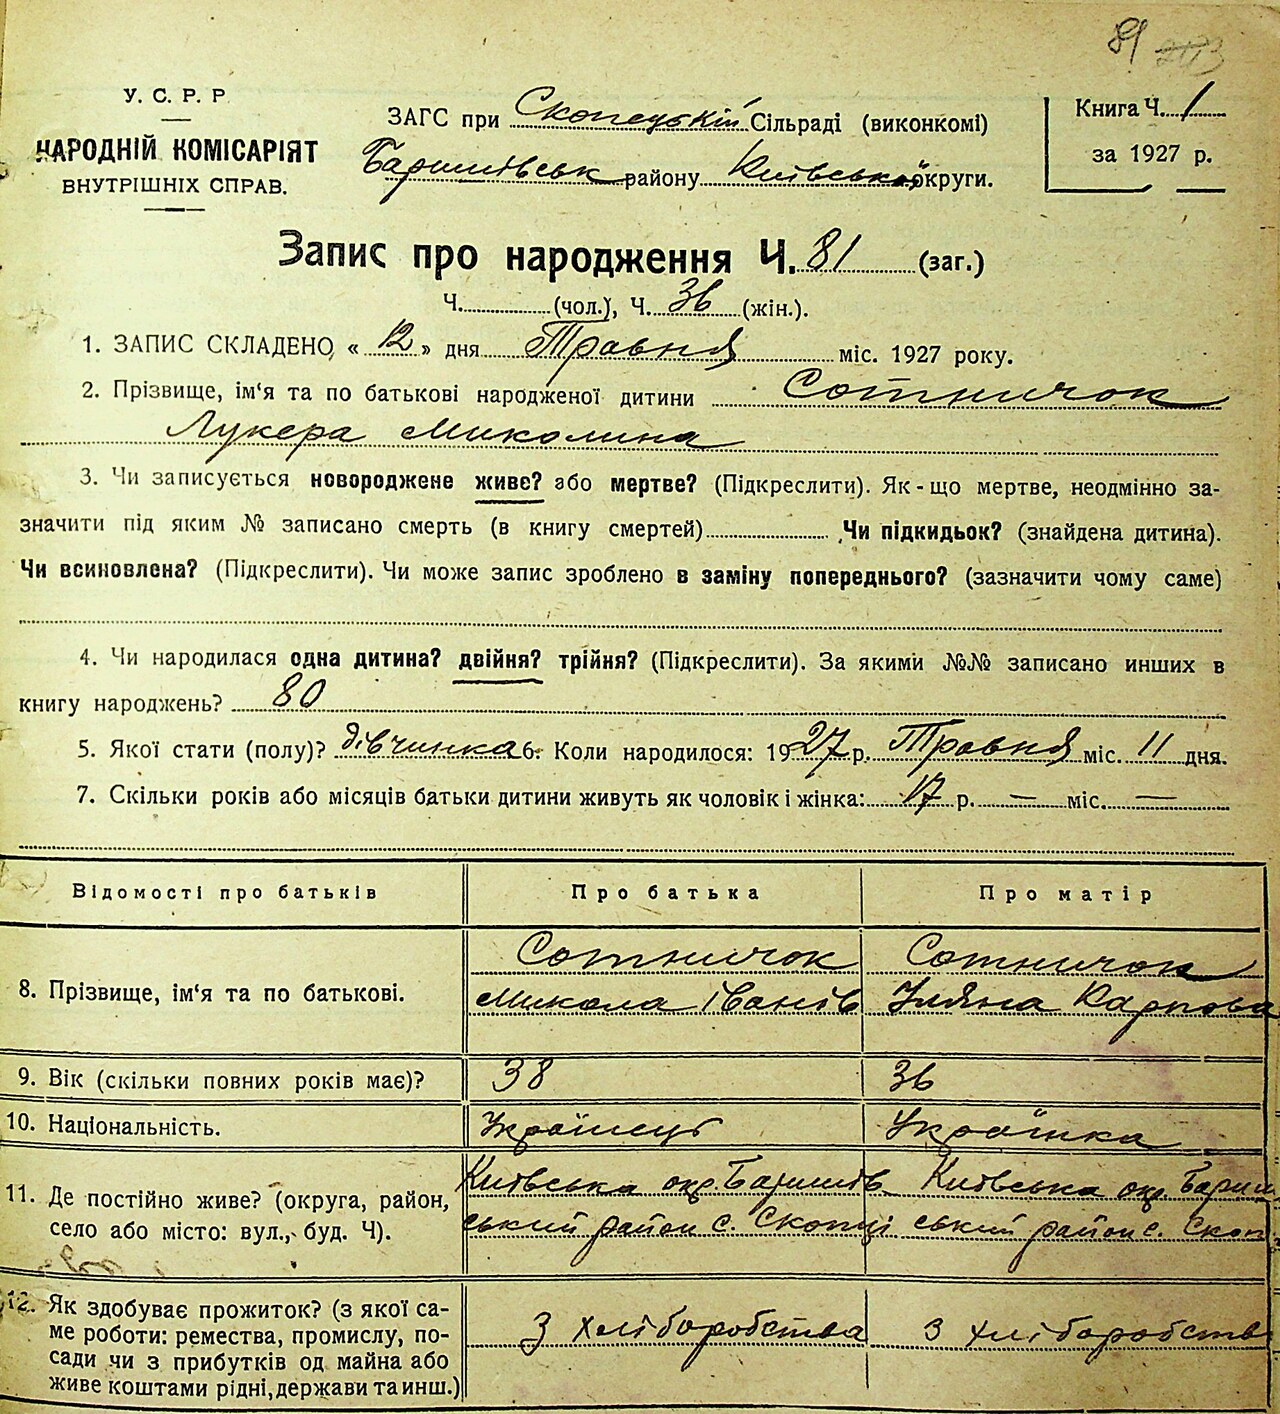 81
У. С. Р. Р
НАРОДНІЙ КОМІСАРІЯТ
ВНУТРІШНІХ СПРАВ.
ЗАГС при Скопецькій Сільраді (виконкомі)
Баришівськ району Київської округи.
Книга Ч. 1
за 1927 р.
Запис про народження Ч. 81 (заг.)
Ч. (чол.), Ч. 36 (жін.).
1. ЗАПИС СКЛАДЕНО, « 12 » дня Травня міс. 1927 року.
2. Прізвище, ім‘я та по батькові народженої дитини Сотничок
Лукера Миколина
3. Чи записується новороджене живе? або мертве? (Підкреслити). Як-що мертве, неодмінно за-
значити під яким № записано смерть (в книгу смертей) Чи підкидьок? (знайдена дитина).
Чи всиновлена? (Підкреслити). Чи може запис зроблено в заміну попереднього? (зазначити чому саме)
4. Чи народилася одна дитина? двійня? трійня? (Підкреслити). За якими №№ записано инших в
книгу народжень? 80
5. Якої стати (полу)? дівчинка 6. Коли народилося: 1927 р. Травня міс. 11 дня.
7. Скільки років або місяців батьки дитини живуть як чоловік і жінка: 17 р. — міс. —
Відомості про батьків Про батька Про матір
8. Прізвище, ім‘я та по батькові. Сотничок Сотничок
Микола Іванів Уляна Карпова
9. Вік (скільки повних років має)? 38 36
10. Національність. Українець Українка
11. Де постійно живе? (округа, район, Київська окр. Баришів Київська окр. Бариш
село або місто: вул., буд. Ч). ський район с. Скопці ський район с. Скоп
12. Як здобуває прожиток? (з якої са-
ме роботи: ремества, промислу, по- З хліборобства З хліборобств
сади чи з прибутків од майна або
живе коштами рідні, держави та инш.)